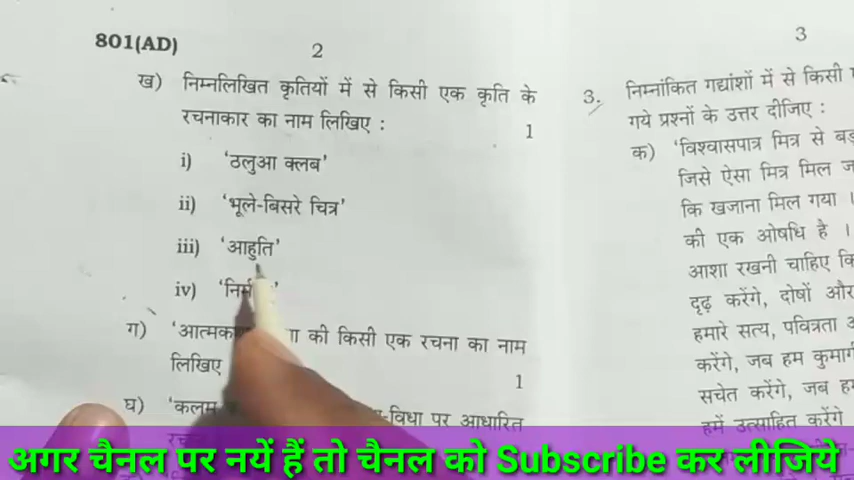 801(AD)
2
ख) निम्नलिखित कृतियों में से किसी एक कृति के
रचनाकार का नाम लिखिए :
1
i) 'ठलुआ क्लब'
ii) 'भूले-बिसरे चित्र'
iii) 'आहुति'
iv)
ग) की किसी एक रचना का नाम
लिखिए
1
घ) 'कलम पर आधारित
3
3. निम्नांकित गद्यांशों में से किसी
गये प्रश्नों के उत्तर दीजिए :
क) 'विश्वासपात्र मित्र से
जिसे ऐसा मित्र मिल
कि खजाना मिल गया ।
की एक ओषधि है ।
आशा रखनी चाहिए
दृढ़ करेंगे, दोषों और
हमारे सत्य, पवित्रता
करेंगे, जब हम
सचेत करेंगे, जब
हमें उत्साहित करेंगे
अगर चैनल पर नयें हैं तो चैनल को Subscribe कर लीजिये